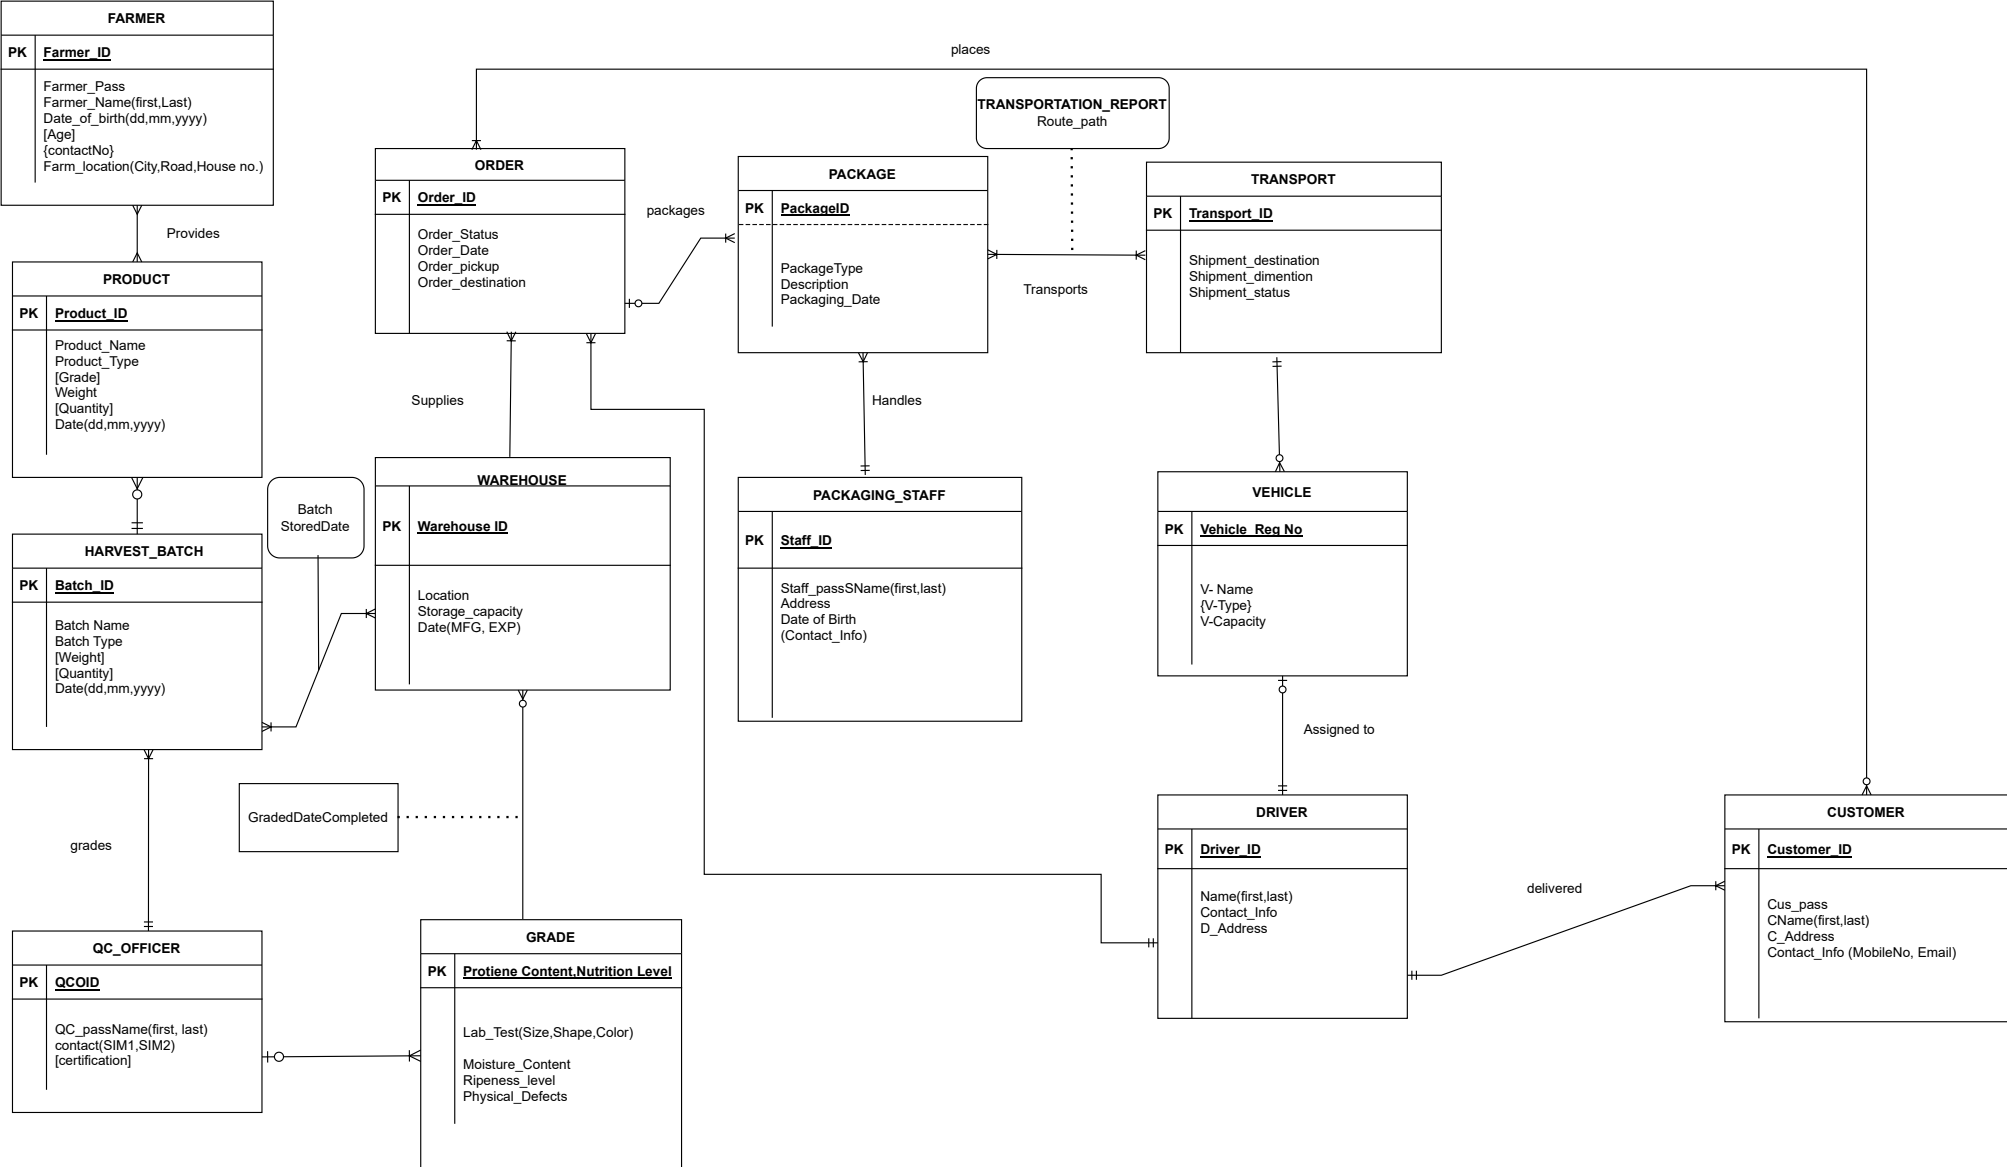 FARMER
PK Farmer_ID
Farmer_Pass
Farmer_Name(first,Last)
Date_of_birth(dd,mm,yyyy)
[Age]
{contactNo}
Farm_location(City,Road,House no.)
Provides
PRODUCT
PK Product_ID
Product_Name
Product_Type
[Grade]
Weight
[Quantity]
Date(dd,mm,yyyy)
HARVEST_BATCH
PK Batch_ID
Batch Name
Batch Type
[Weight]
[Quantity]
Date(dd,mm,yyyy)
grades
QC_OFFICER
PK QCOID
QC_passName(first, last)
contact(SIM1,SIM2)
[certification]
Batch
StoredDate
GradedDateCompleted
places
ORDER
PK Order_ID
Order_Status
Order_Date
Order_pickup
Order_destination
packages
Supplies
WAREHOUSE
PK Warehouse ID
Location
Storage_capacity
Date(MFG, EXP)
GRADE
PK Protiene Content,Nutrition Level
Lab_Test(Size,Shape,Color)
Moisture_Content
Ripeness_level
Physical_Defects
PACKAGE
PK PackageID
PackageType
Description
Packaging_Date
Handles
PACKAGING_STAFF
PK Staff_ID
Staff_passSName(first,last)
Address
Date of Birth
(Contact_Info)
TRANSPORTATION_REPORT
Route_path
Transports
TRANSPORT
PK Transport_ID
Shipment_destination
Shipment_dimention
Shipment_status
VEHICLE
PK Vehicle_Reg No
V- Name
{V-Type}
V-Capacity
Assigned to
DRIVER
PK Driver_ID
Name(first,last)
Contact_Info
D_Address
delivered
CUSTOMER
PK Customer_ID
Cus_pass
CName(first,last)
C_Address
Contact_Info (MobileNo, Email)